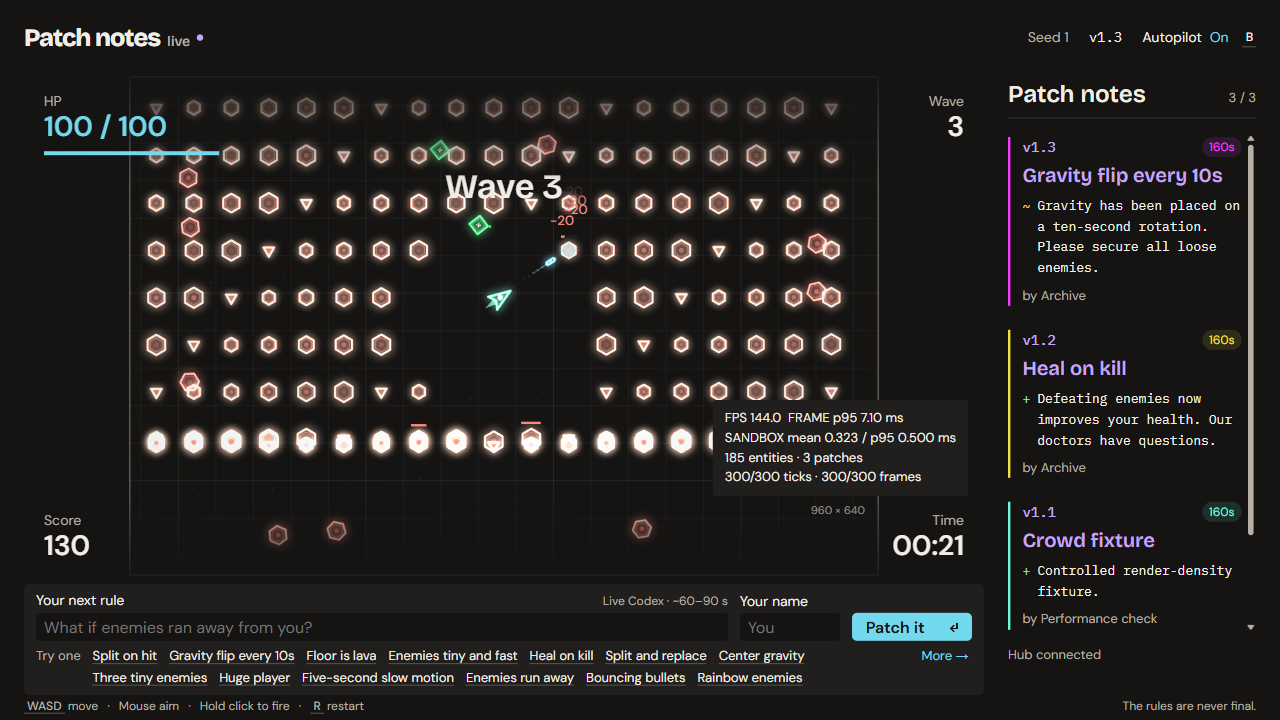 Patch notes live
Seed 1 v1.3 Autopilot On B
HP
100 / 100
Wave
3
Wave 3
-20
Score
130
Time
00:21
FPS 144.0 FRAME p95 7.10 ms
SANDBOX mean 0.323 / p95 0.500 ms
185 entities · 3 patches
300/300 ticks · 300/300 frames
960 × 640
Patch notes
3 / 3
v1.3 160s
Gravity flip every 10s
~ Gravity has been placed on
a ten-second rotation.
Please secure all loose
enemies.
by Archive
v1.2 160s
Heal on kill
+ Defeating enemies now
improves your health. Our
doctors have questions.
by Archive
v1.1 160s
Crowd fixture
+ Controlled render-density
fixture.
by Performance check
Hub connected
Your next rule
Live Codex · ~60–90 s
Your name
What if enemies ran away from you?
You
Patch it ↵
Try one Split on hit Gravity flip every 10s Floor is lava Enemies tiny and fast Heal on kill Split and replace Center gravity
More →
Three tiny enemies Huge player Five-second slow motion Enemies run away Bouncing bullets Rainbow enemies
WASD move · Mouse aim · Hold click to fire · R restart
The rules are never final.